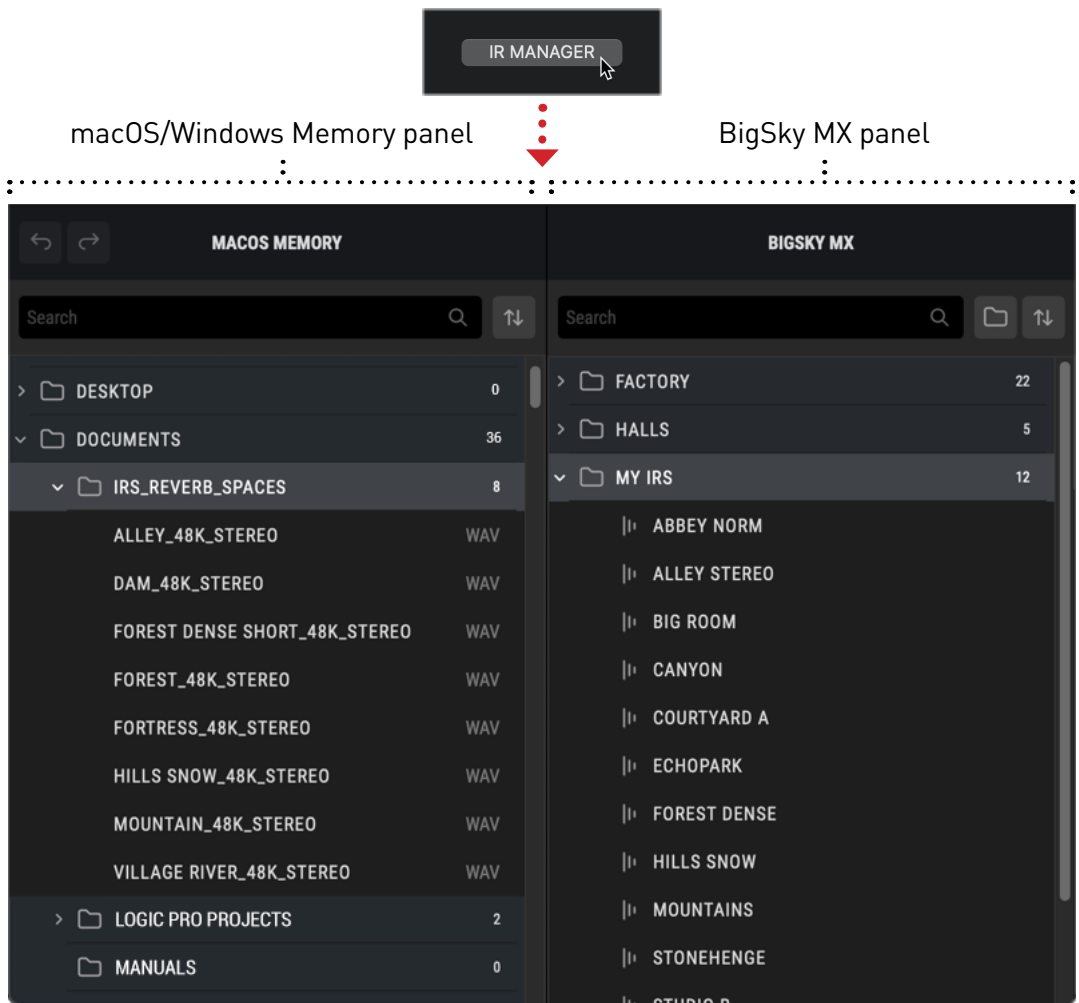 IR MANAGER
macOS/Windows Memory panel
BigSky MX panel
MACOS MEMORY
Search
DESKTOP 0
DOCUMENTS 36
IRS_REVERB_SPACES 8
ALLEY_48K_STEREO WAV
DAM_48K_STEREO WAV
FOREST DENSE SHORT_48K_STEREO WAV
FOREST_48K_STEREO WAV
FORTRESS_48K_STEREO WAV
HILLS SNOW_48K_STEREO WAV
MOUNTAIN_48K_STEREO WAV
VILLAGE RIVER_48K_STEREO WAV
LOGIC PRO PROJECTS 2
MANUALS 0
BIGSKY MX
Search
FACTORY 22
HALLS 5
MY IRS 12
ABBEY NORM
ALLEY STEREO
BIG ROOM
CANYON
COURTYARD A
ECHOPARK
FOREST DENSE
HILLS SNOW
MOUNTAINS
STONEHENGE